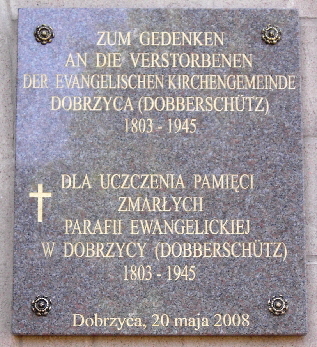 ZUM GEDENKEN
AN DIE VERSTORBENEN
DER EVANGELISCHEN KIRCHENGEMEINDE
DOBRZYCA (DOBBERSCHÜTZ)
1803 - 1945
DLA UCZCZENIA PAMIĘCI
ZMARŁYCH
PARAFII EWANGELICKIEJ
W DOBRZYCY (DOBBERSCHÜTZ)
1803 - 1945
Dobrzyca, 20 maja 2008